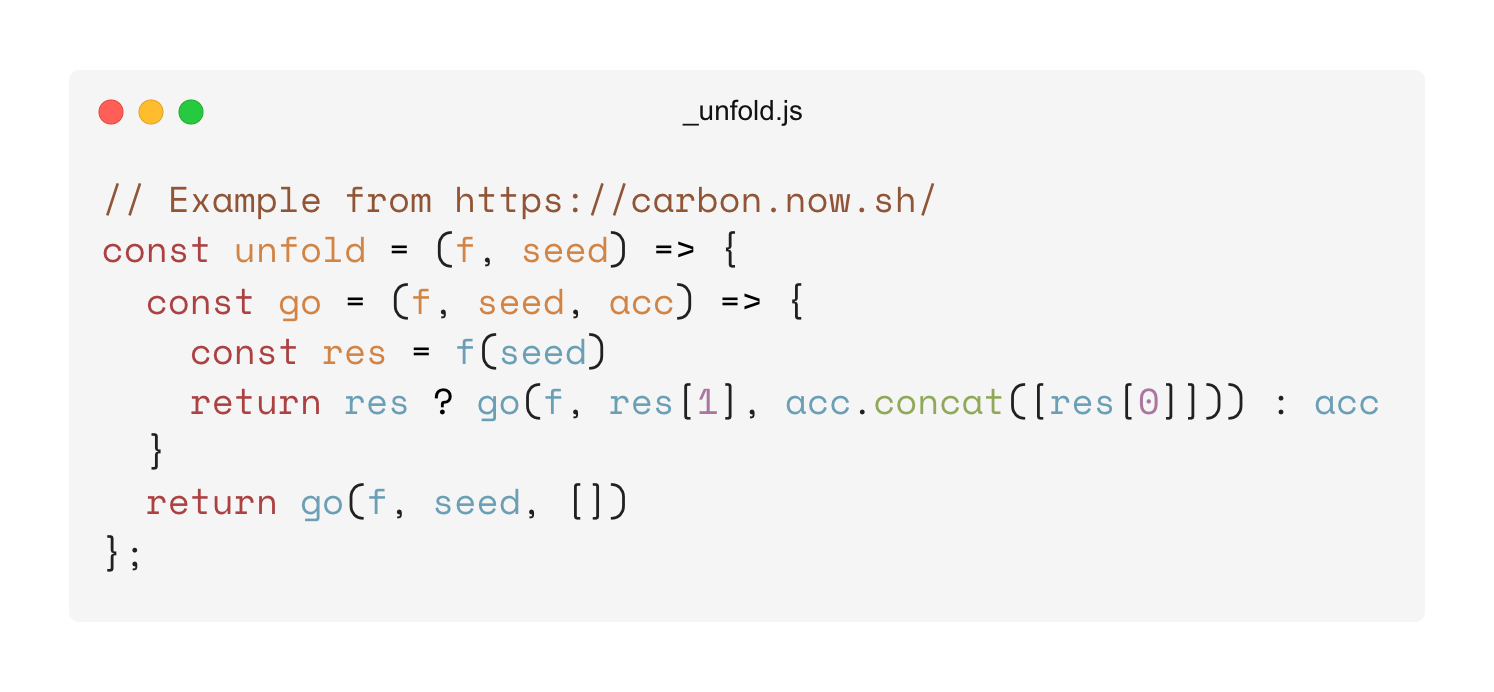 _unfold.js
// Example from https://carbon.now.sh/
const unfold = (f, seed) => {
  const go = (f, seed, acc) => {
    const res = f(seed)
    return res ? go(f, res[1], acc.concat([res[0]])) : acc
  }
  return go(f, seed, [])
};